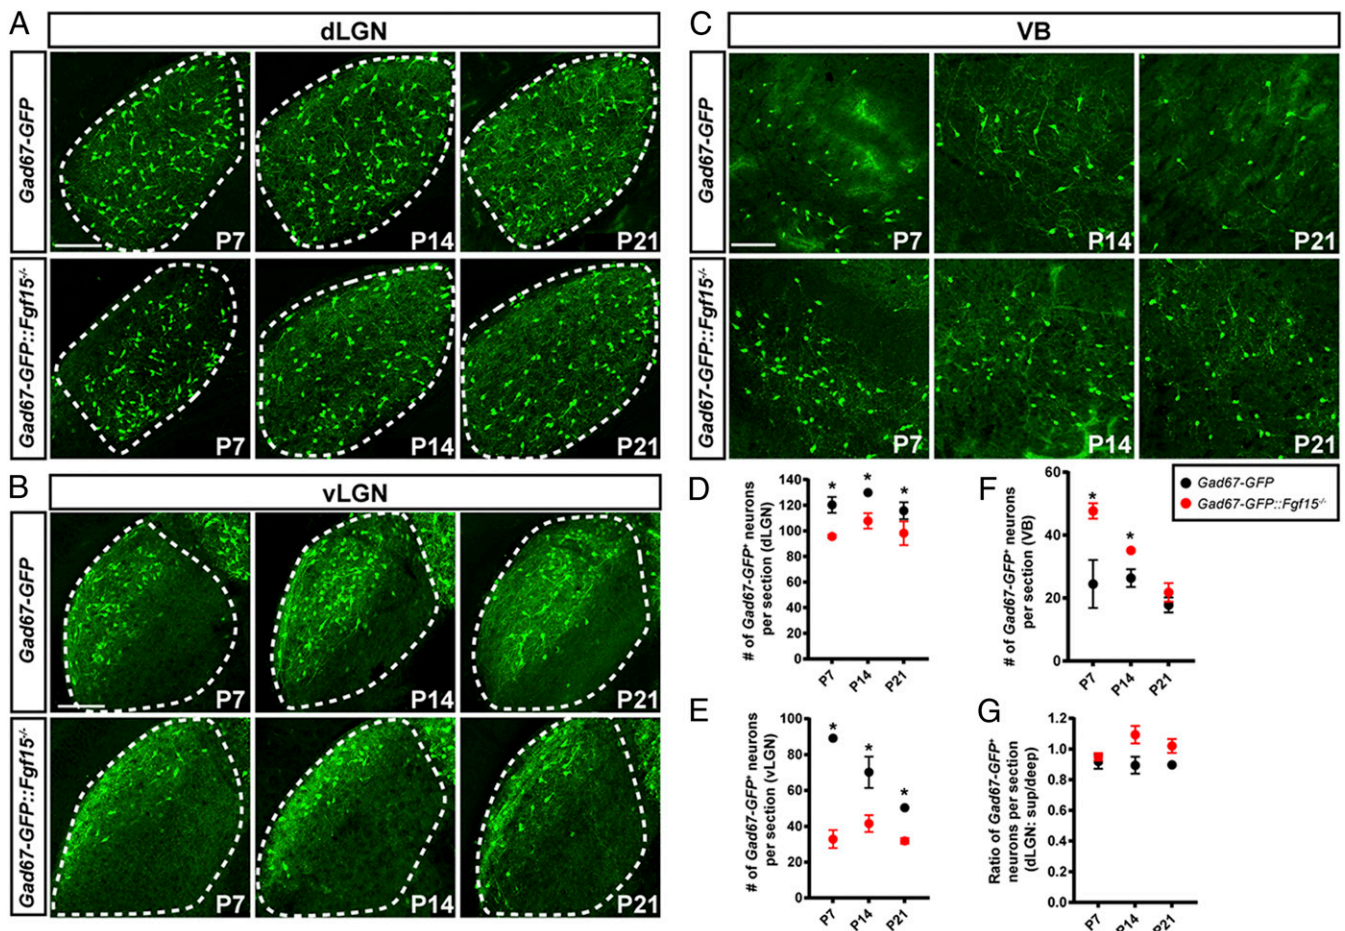 A
dLGN
Gad67-GFP
P7
P14
P21
Gad67-GFP::Fgf15-/-
P7
P14
P21
B
vLGN
Gad67-GFP
P7
P14
P21
Gad67-GFP::Fgf15-/-
P7
P14
P21
C
VB
Gad67-GFP
P7
P14
P21
Gad67-GFP::Fgf15-/-
P7
P14
P21
D
# of Gad67-GFP+ neurons
per section (dLGN)
140
120
100
80
60
40
20
0
* * *
P7 P14 P21
E
# of Gad67-GFP+ neurons
per section (vLGN)
100
80
60
40
20
0
* * *
P7 P14 P21
F
# of Gad67-GFP+ neurons
per section (VB)
60
40
20
0
* *
P7 P14 P21
Gad67-GFP
Gad67-GFP::Fgf15-/-
G
Ratio of Gad67-GFP+
neurons per section
(dLGN: sup/deep)
1.2
1.0
0.8
0.6
0.4
0.2
0.0
P7 P14 P21